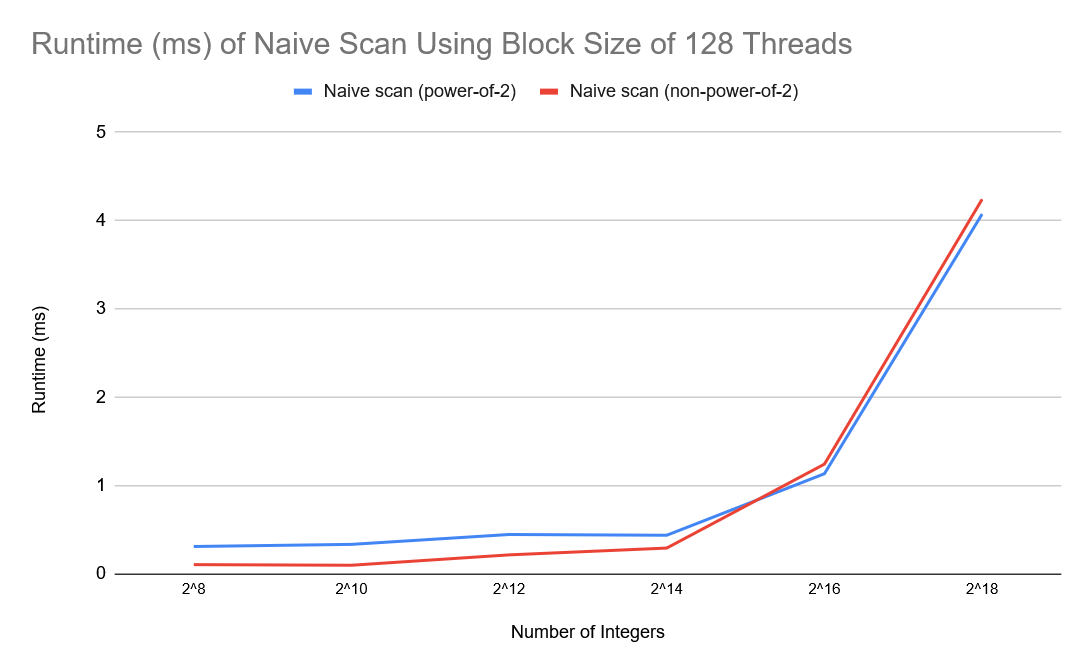 Runtime (ms) of Naive Scan Using Block Size of 128 Threads
Naive scan (power-of-2) Naive scan (non-power-of-2)
5
4
3
2
1
0
Runtime (ms)
2^8 2^10 2^12 2^14 2^16 2^18
Number of Integers